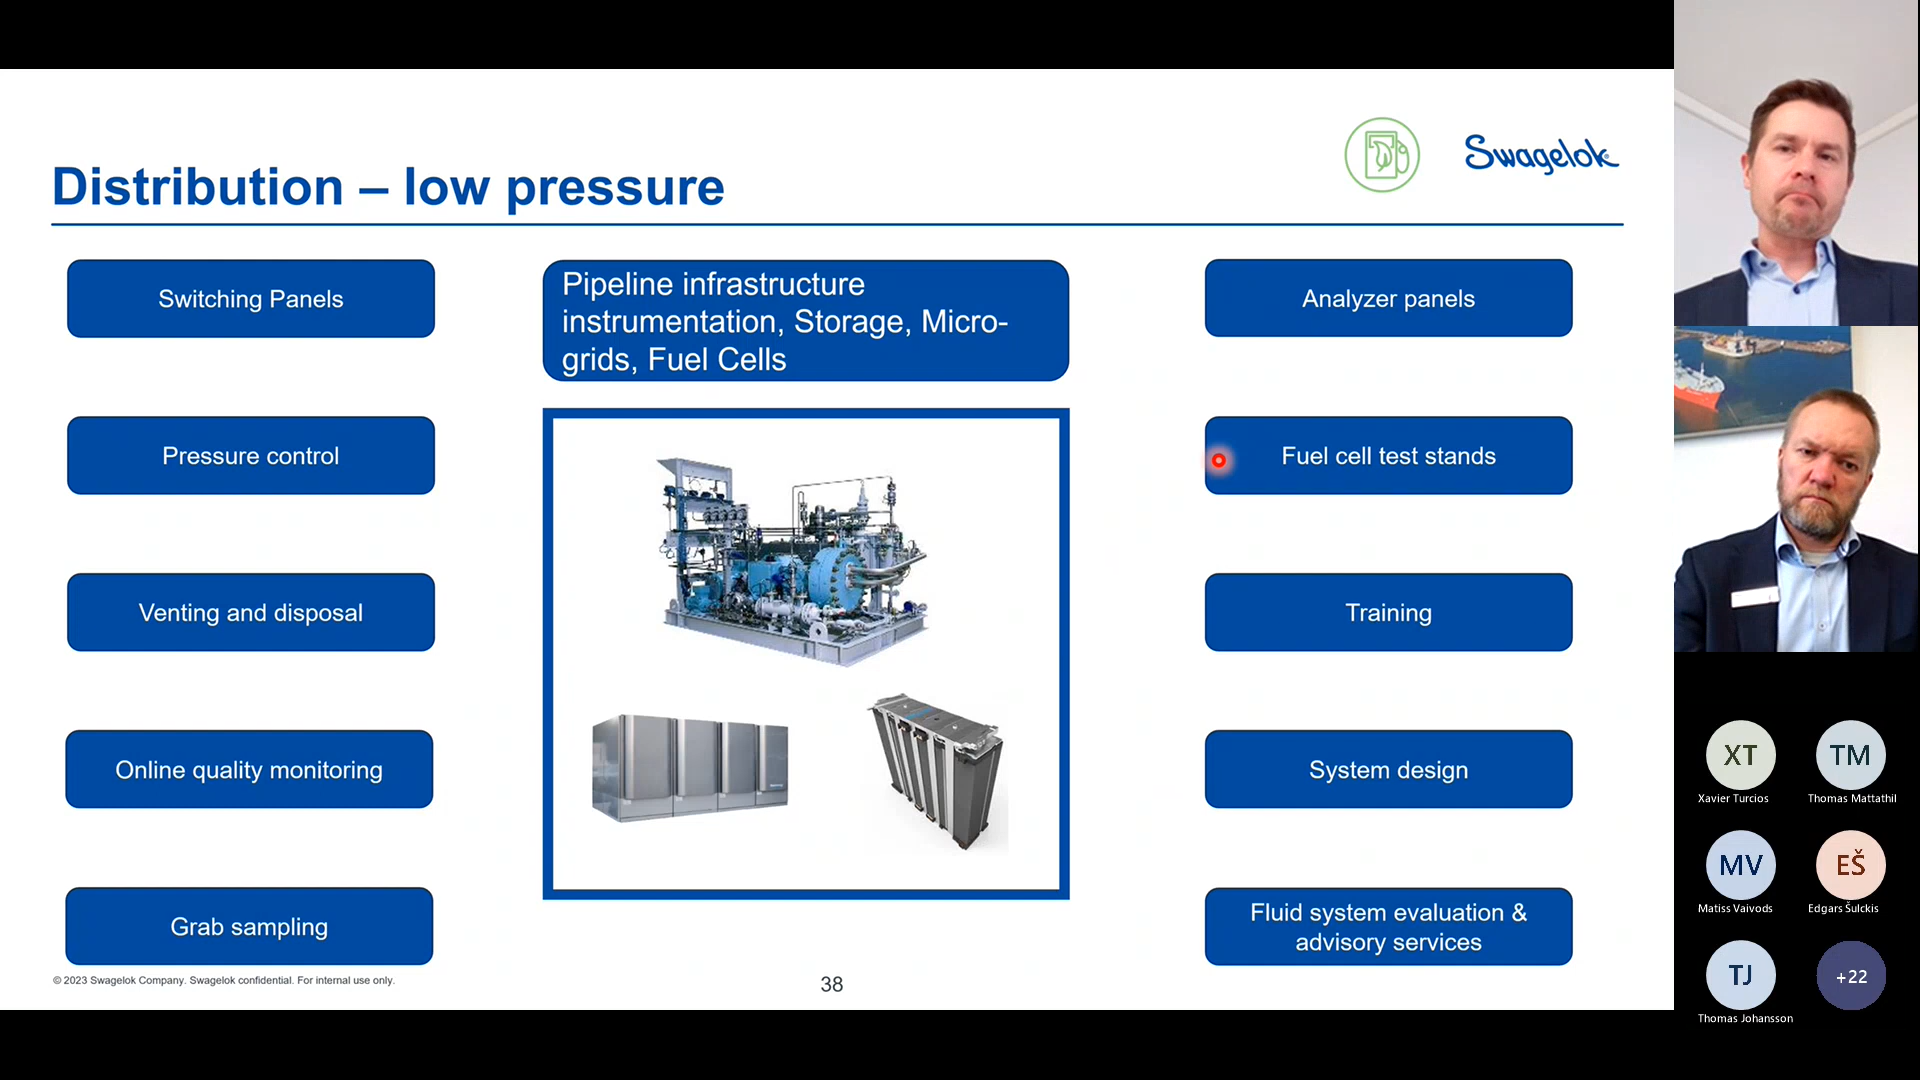 Swagelok
Distribution – low pressure
Switching Panels
Pressure control
Venting and disposal
Online quality monitoring
Grab sampling
Pipeline infrastructure
instrumentation, Storage, Micro-
grids, Fuel Cells
Analyzer panels
Fuel cell test stands
Training
System design
Fluid system evaluation &
advisory services
© 2023 Swagelok Company. Swagelok confidential. For internal use only.
38
XT
Xavier Turcios
TM
Thomas Mattathil
MV
Matiss Vaivods
EŠ
Edgars Šulckis
TJ
Thomas Johansson
+22